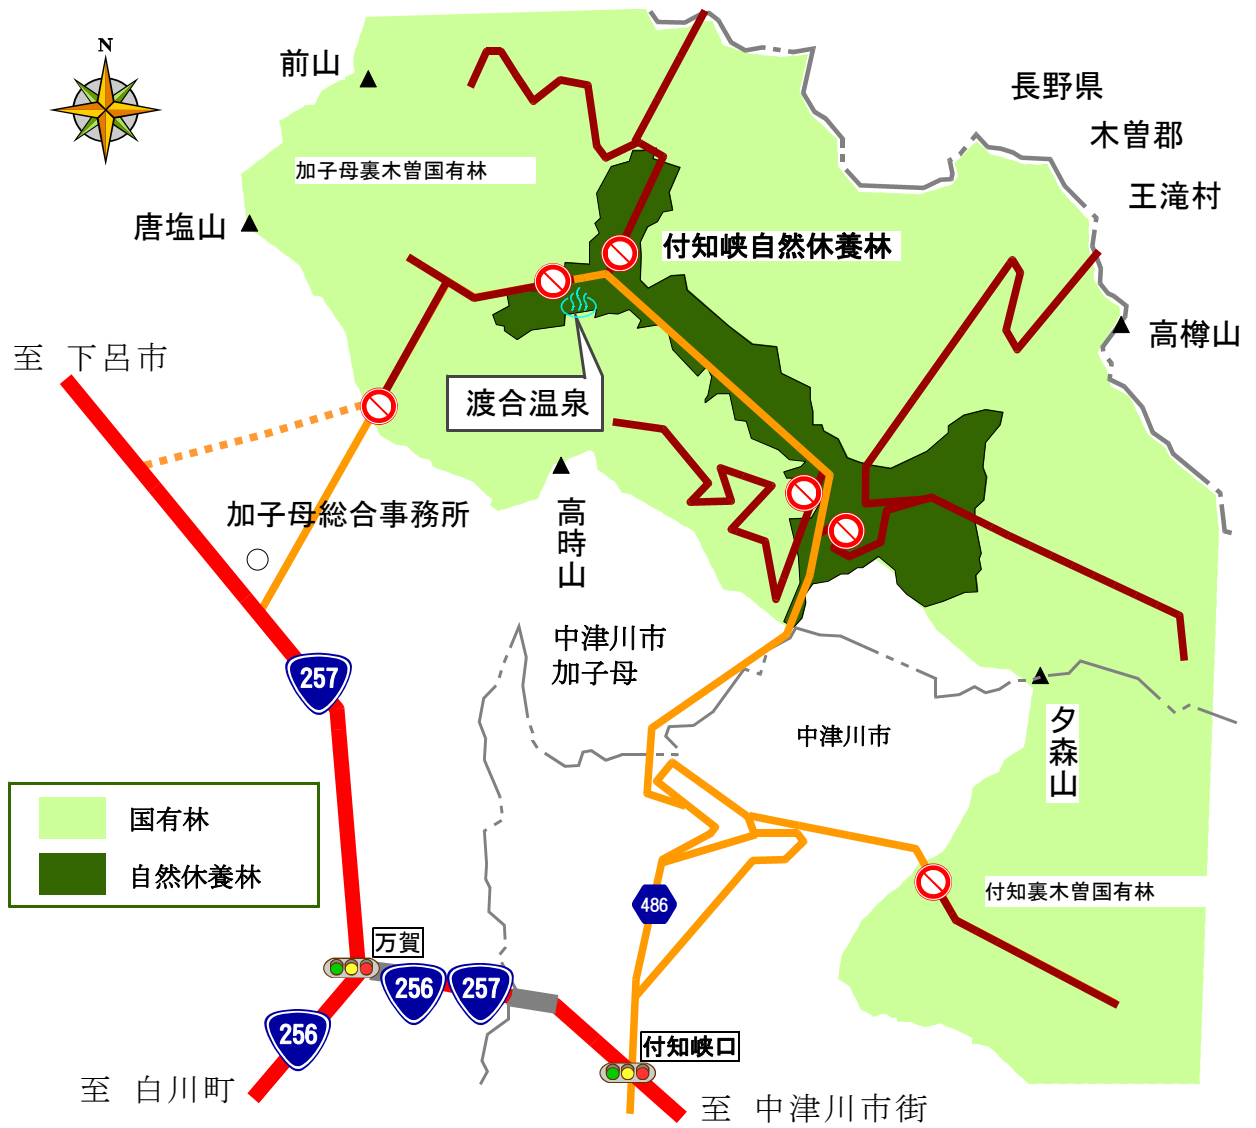 N
前山
長野県
木曽郡
王滝村
加子母裏木曽国有林
唐塩山
付知峡自然休養林
高樽山
至 下呂市
渡合温泉
加子母総合事務所
高時山
中津川市
加子母
257
夕森山
中津川市
国有林
自然休養林
付知裏木曽国有林
486
万賀
256
257
256
付知峡口
至 白川町
至 中津川市街